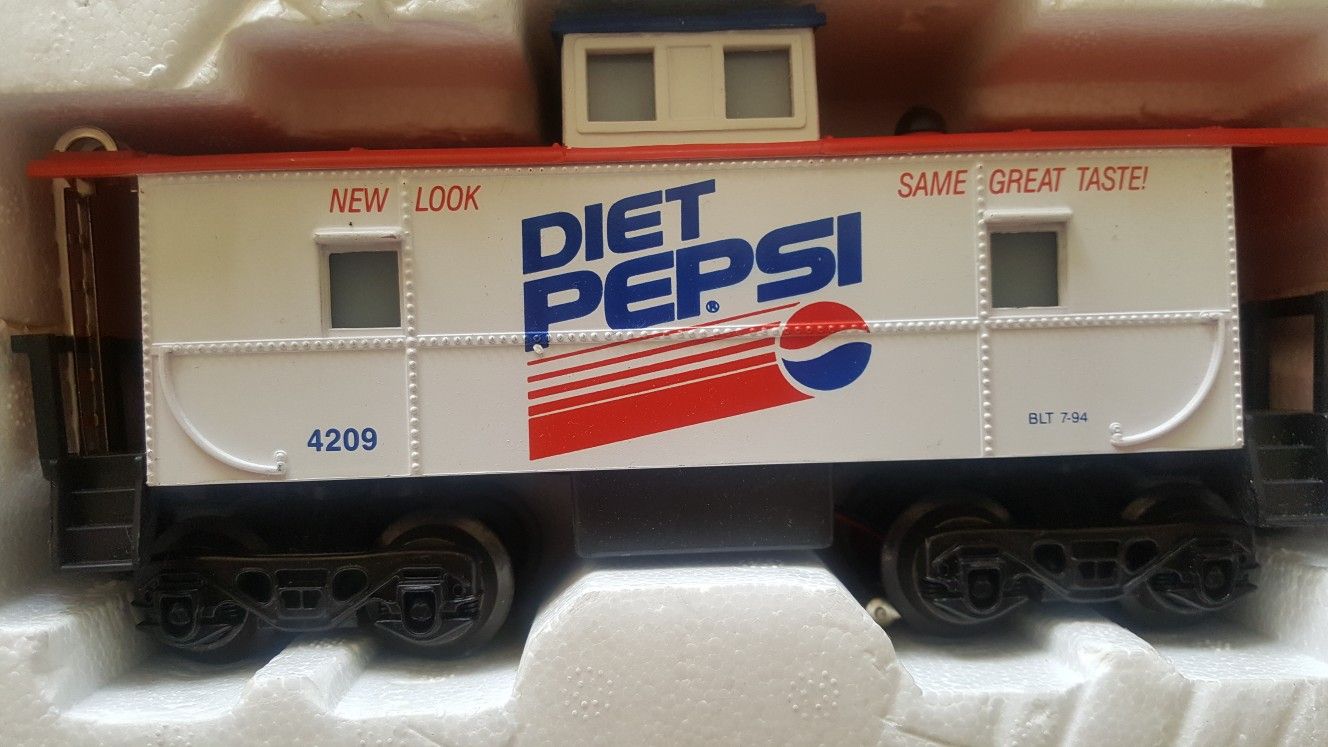 NEW LOOK
SAME GREAT TASTE!
DIET
PEPSI®
4209
BLT 7-94